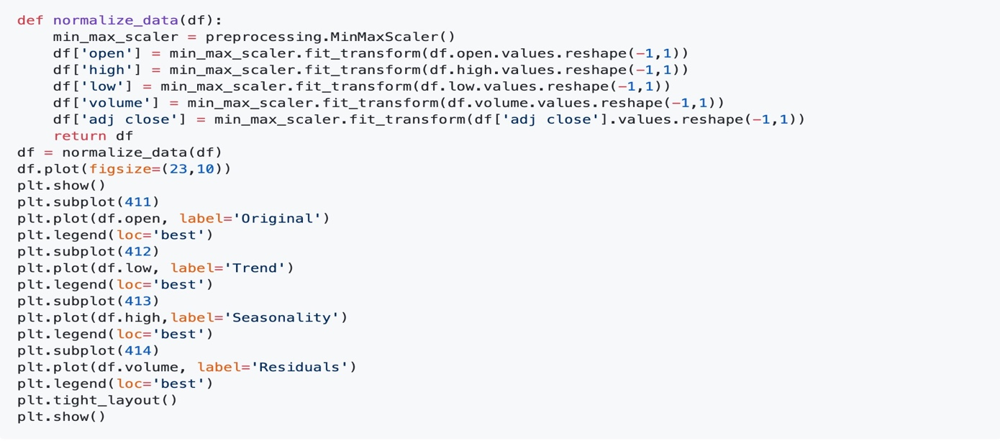 def normalize_data(df):
    min_max_scaler = preprocessing.MinMaxScaler()
    df['open'] = min_max_scaler.fit_transform(df.open.values.reshape(-1,1))
    df['high'] = min_max_scaler.fit_transform(df.high.values.reshape(-1,1))
    df['low'] = min_max_scaler.fit_transform(df.low.values.reshape(-1,1))
    df['volume'] = min_max_scaler.fit_transform(df.volume.values.reshape(-1,1))
    df['adj close'] = min_max_scaler.fit_transform(df['adj close'].values.reshape(-1,1))
    return df
df = normalize_data(df)
df.plot(figsize=(23,10))
plt.show()
plt.subplot(411)
plt.plot(df.open, label='Original')
plt.legend(loc='best')
plt.subplot(412)
plt.plot(df.low, label='Trend')
plt.legend(loc='best')
plt.subplot(413)
plt.plot(df.high,label='Seasonality')
plt.legend(loc='best')
plt.subplot(414)
plt.plot(df.volume, label='Residuals')
plt.legend(loc='best')
plt.tight_layout()
plt.show()